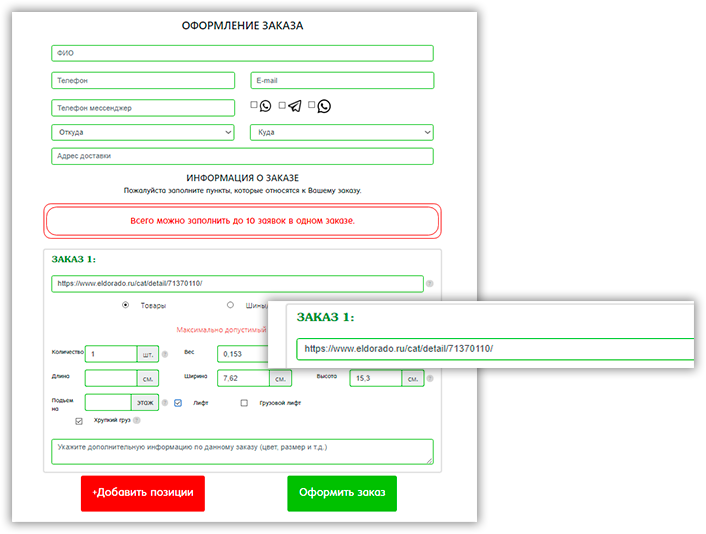 ОФОРМЛЕНИЕ ЗАКАЗА
ФИО
Телефон E-mail
Телефон мессенджер
Откуда Куда
Адрес доставки
ИНФОРМАЦИЯ О ЗАКАЗЕ
Пожалуйсто заполните пункты, которые относятся к Вашему заказу.
Всего можно заполнить до 10 заявок в одном заказе.
ЗАКАЗ 1:
https://www.eldorado.ru/cat/detail/71370110/
Товары
Максимально допустимый
Количество 1 шт. Вес 0,153
Длина см. Ширина 7,62 см. Высота 15,3 см.
Подъем на этаж Лифт Грузовой лифт
Хрупкий груз
Укажите дополнительную информацию по данному заказу (цвет, размер и т.д.)
+Добавить позиции Оформить заказ
ЗАКАЗ 1:
https://www.eldorado.ru/cat/detail/71370110/